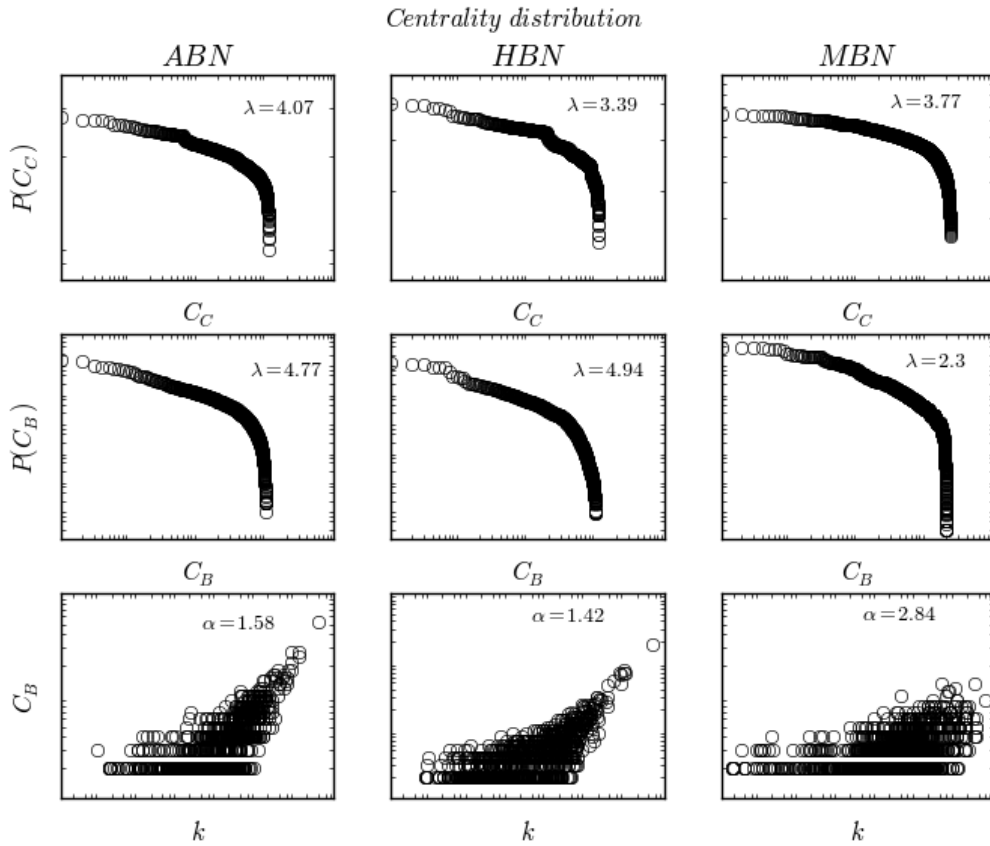 Centrality distribution
ABN HBN MBN
P(C_C) λ=4.07 λ=3.39 λ=3.77
C_C C_C C_C
P(C_B) λ=4.77 λ=4.94 λ=2.3
C_B C_B C_B
C_B α=1.58 α=1.42 α=2.84
k k k